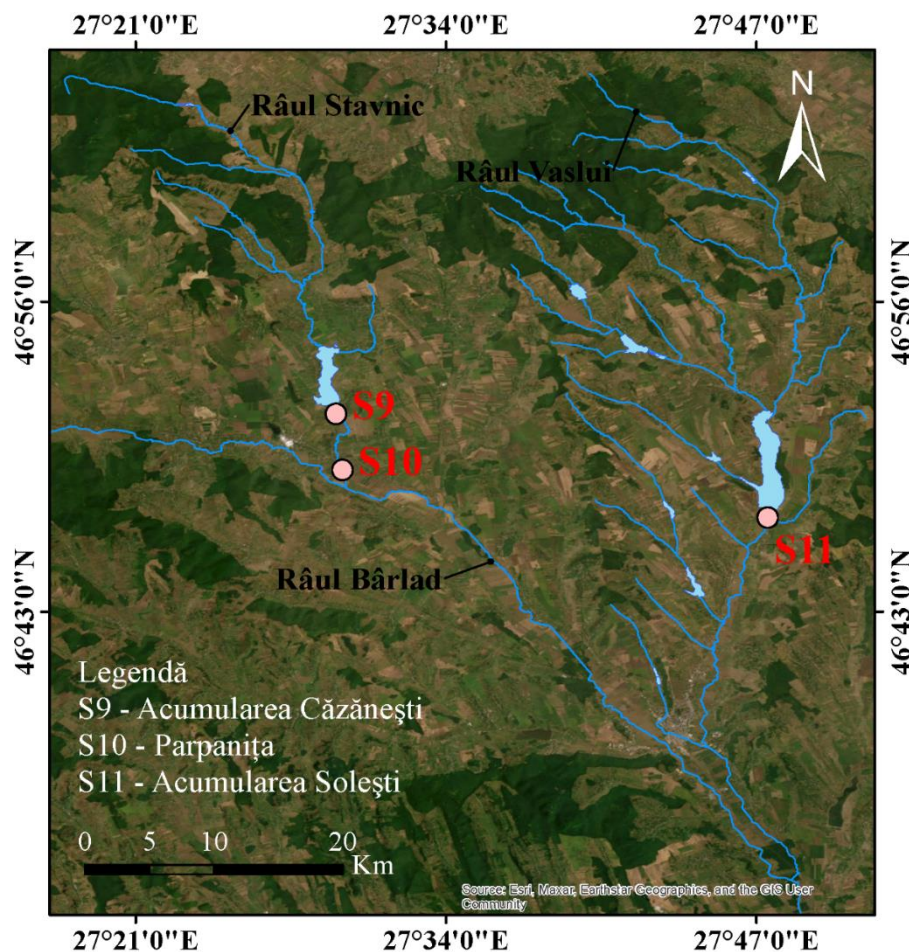 27°21'0"E
27°34'0"E
27°47'0"E
N
Râul Stavnic
Râul Vaslui
46°56'0"N
46°56'0"N
S9
S10
S11
Râul Bârlad
46°43'0"N
46°43'0"N
Legendă
S9 - Acumularea Căzăneşti
S10 - Parpanița
S11 - Acumularea Soleşti
0 5 10 20
Km
Source: Esri, Maxar, Earthstar Geographics, and the GIS User
Community
27°21'0"E
27°34'0"E
27°47'0"E